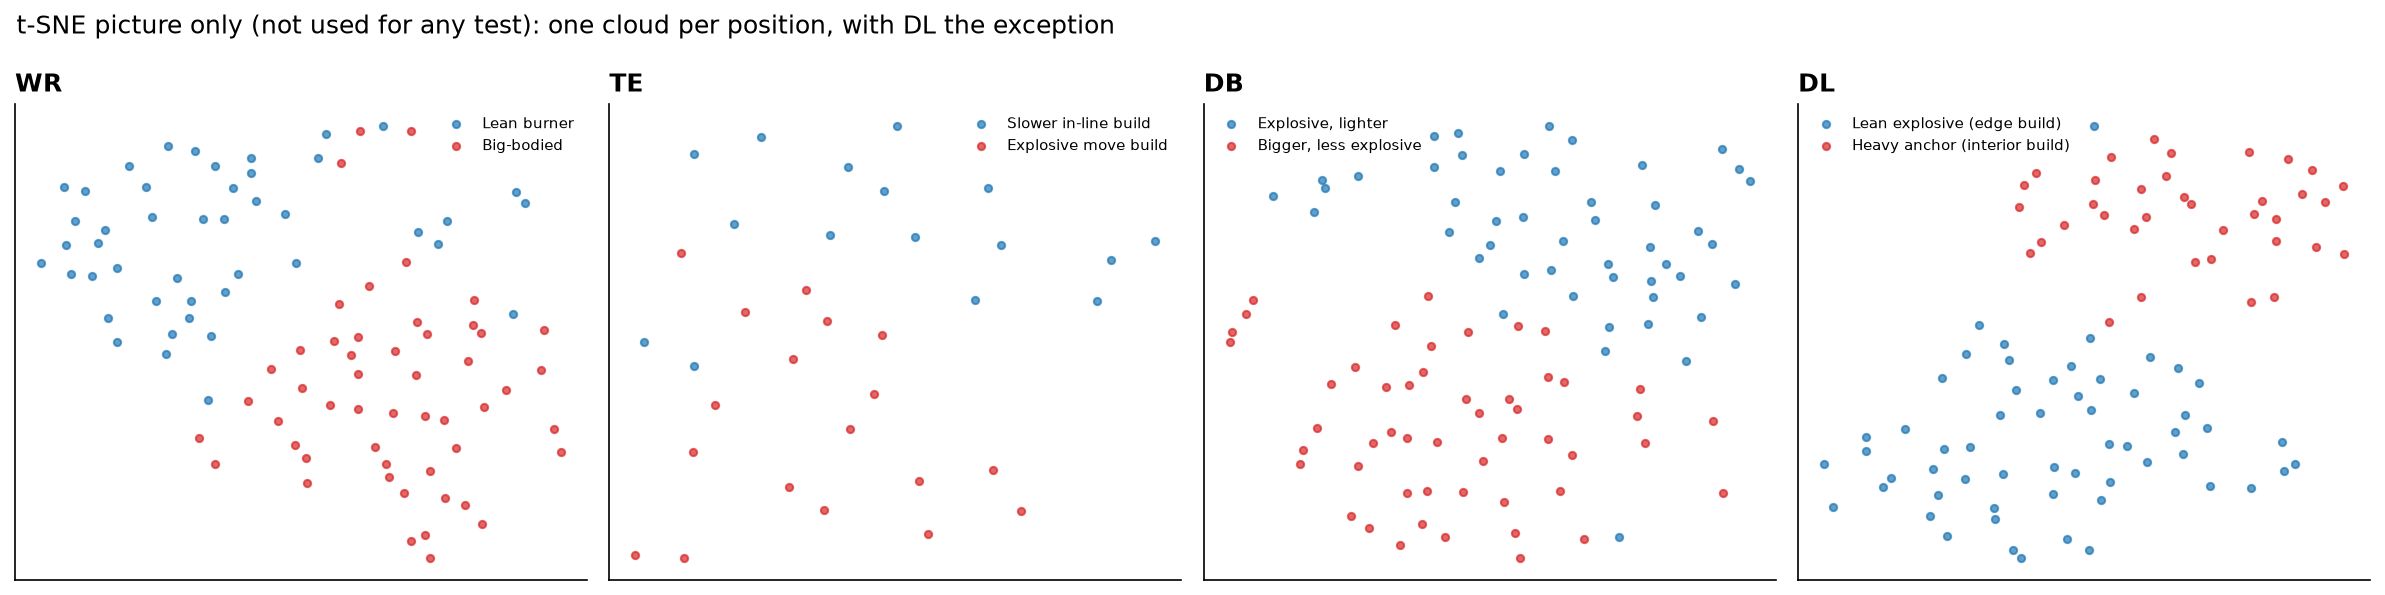 t-SNE picture only (not used for any test): one cloud per position, with DL the exception
WR
Lean burner
Big-bodied
TE
Slower in-line build
Explosive move build
DB
Explosive, lighter
Bigger, less explosive
DL
Lean explosive (edge build)
Heavy anchor (interior build)